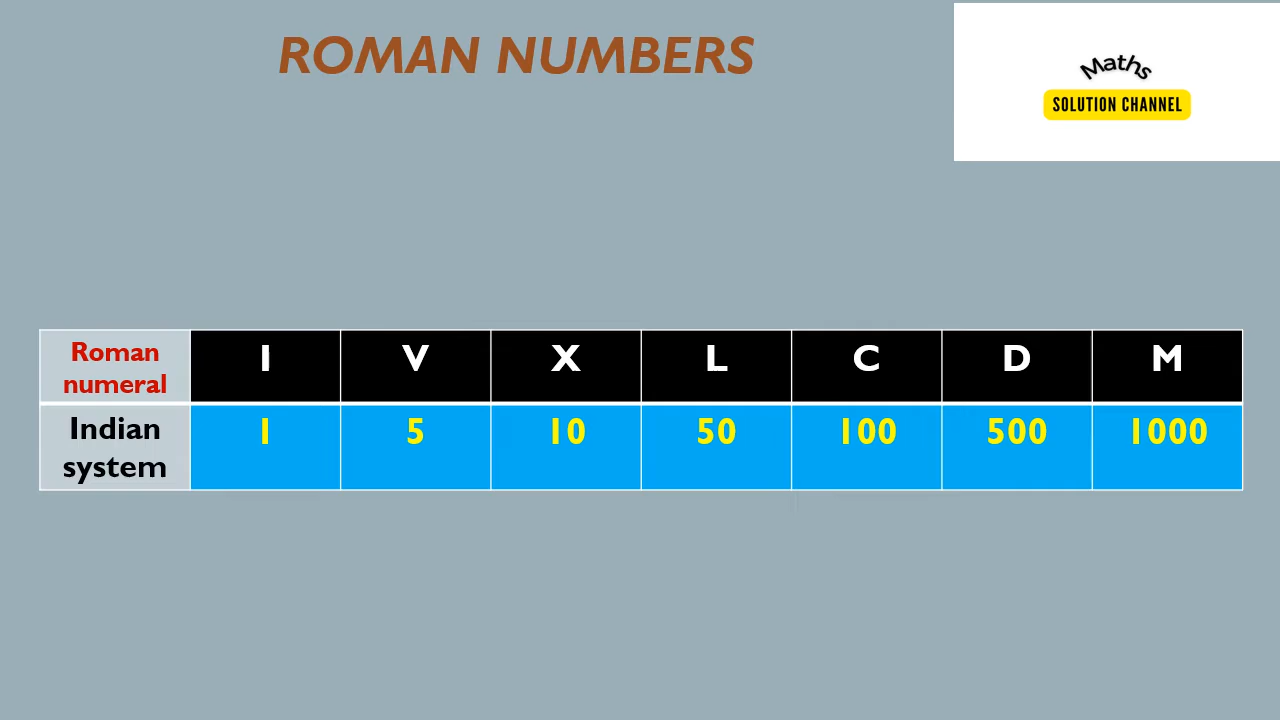 ROMAN NUMBERS
Maths
SOLUTION CHANNEL
Roman numeral I V X L C D M
Indian system 1 5 10 50 100 500 1000